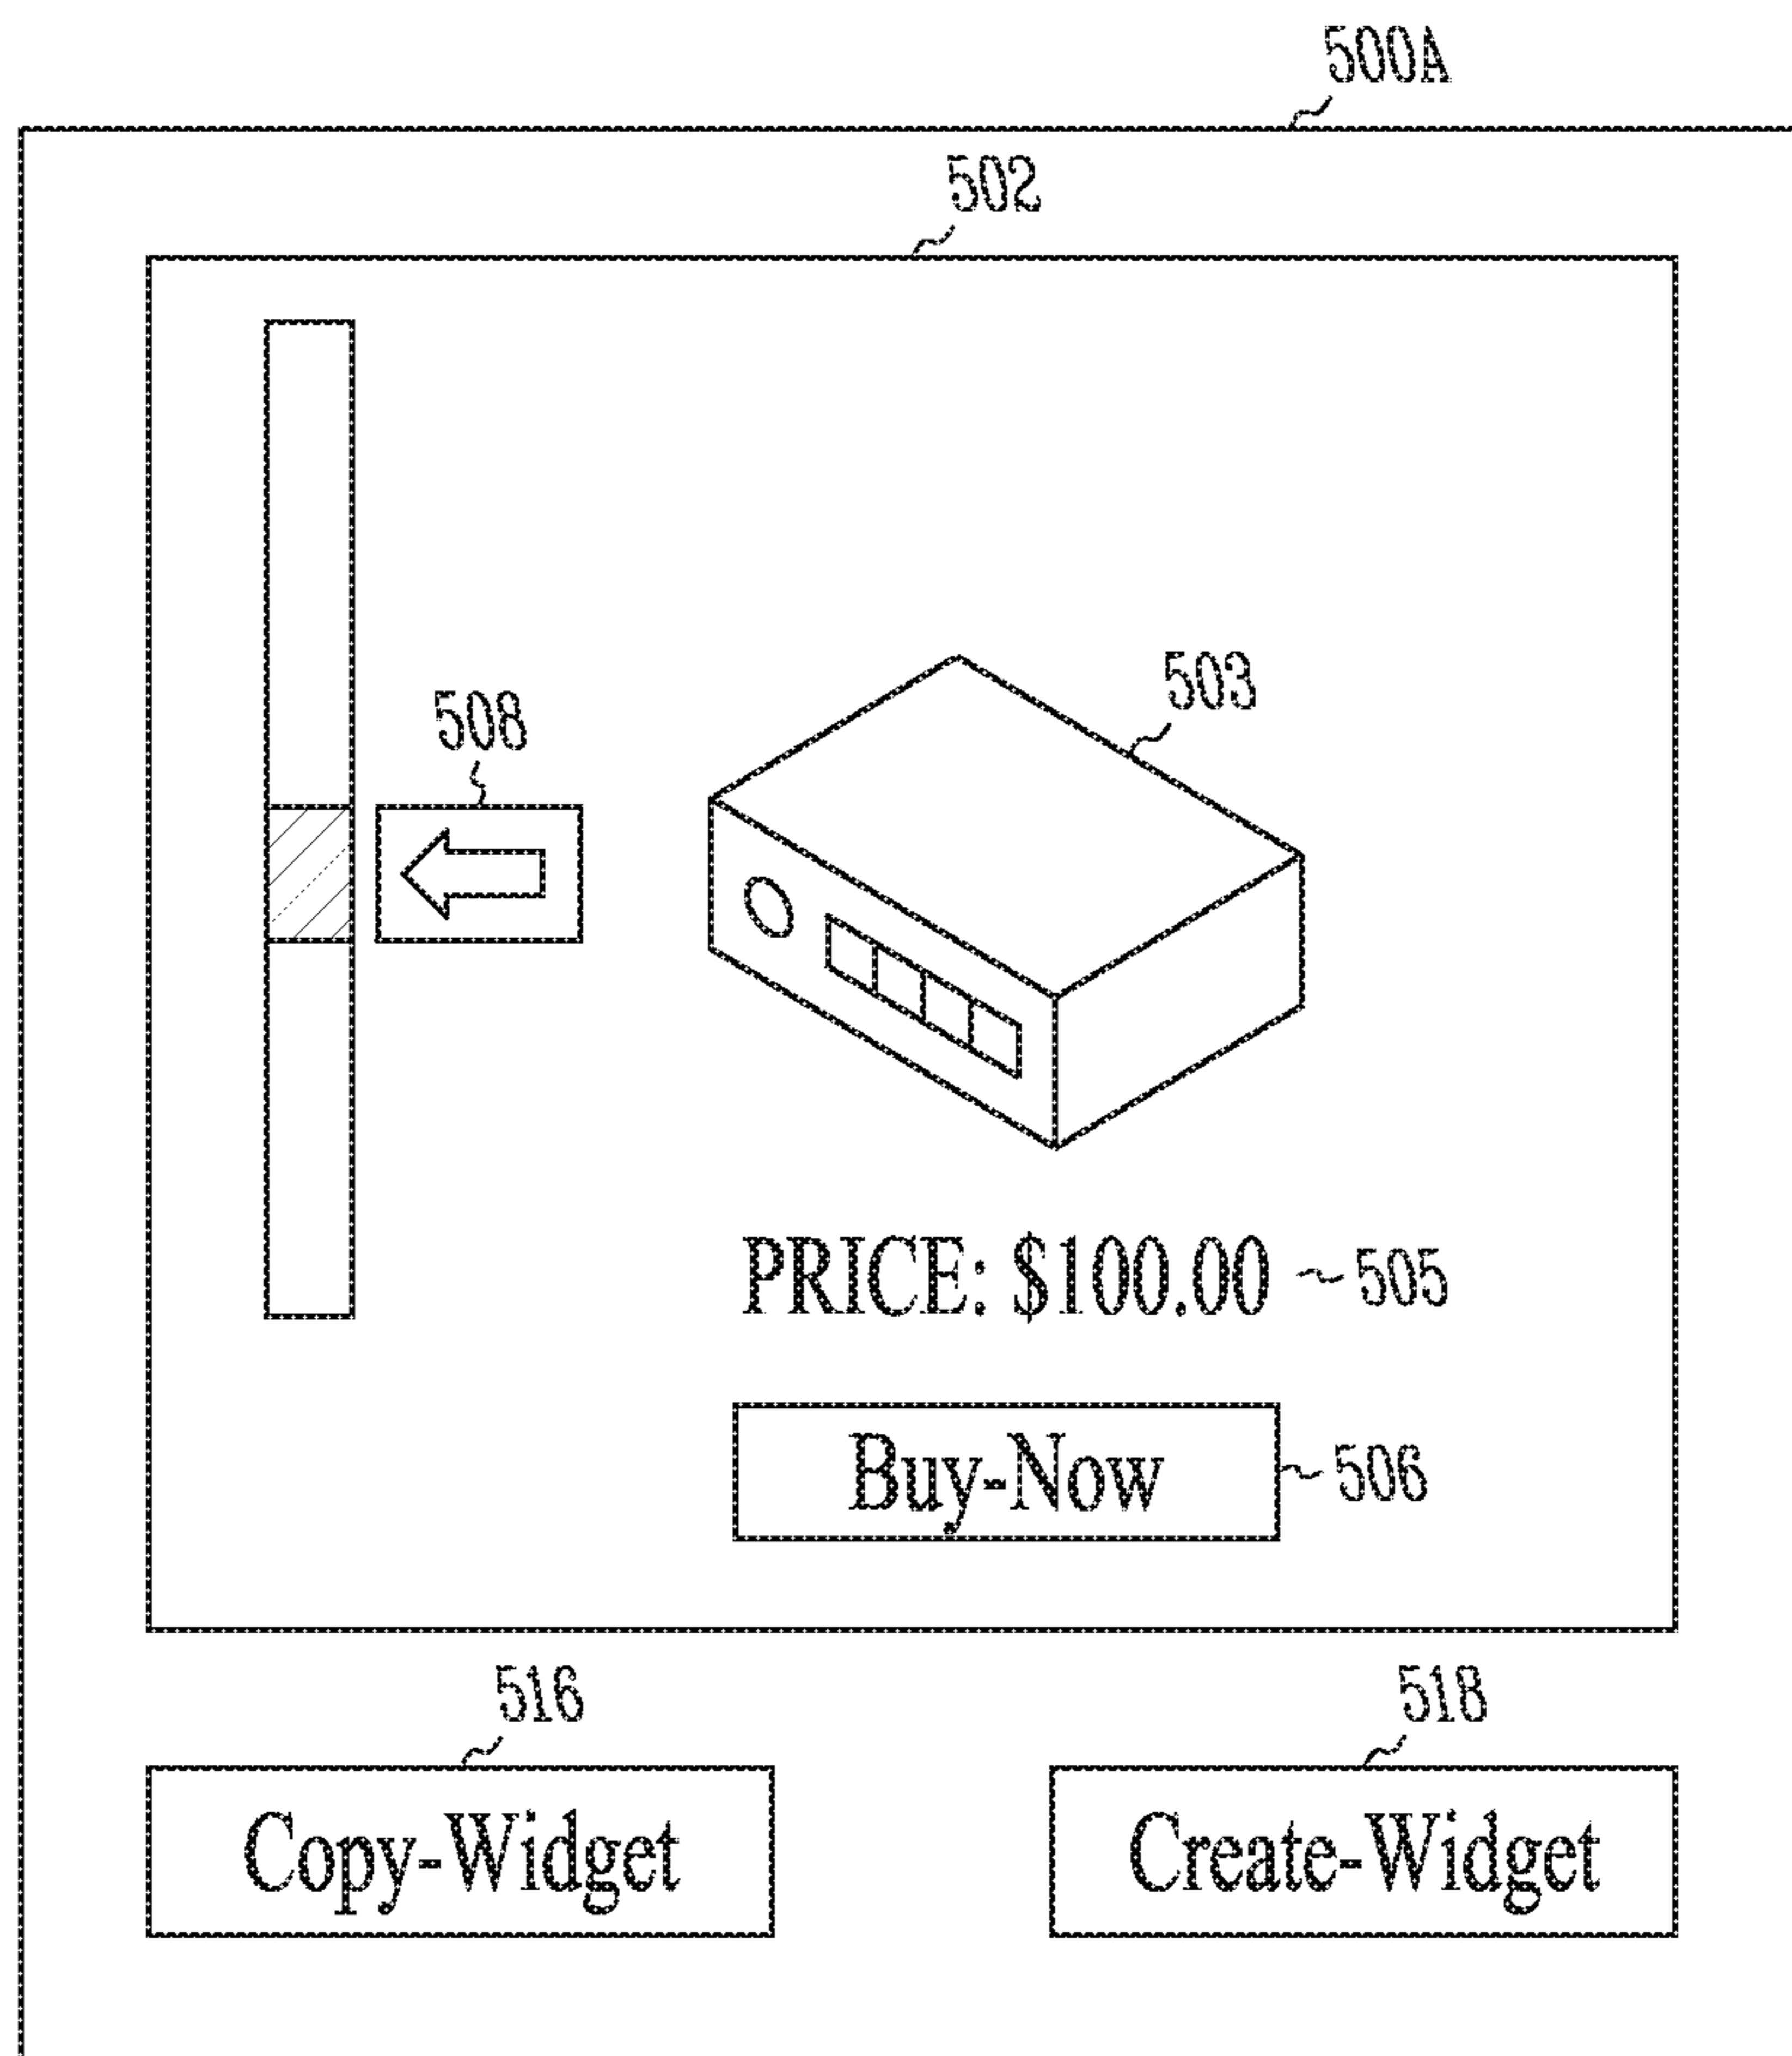 500A
502
503
508
PRICE: $100.00 505
Buy-Now 506
516 518
Copy-Widget Create-Widget